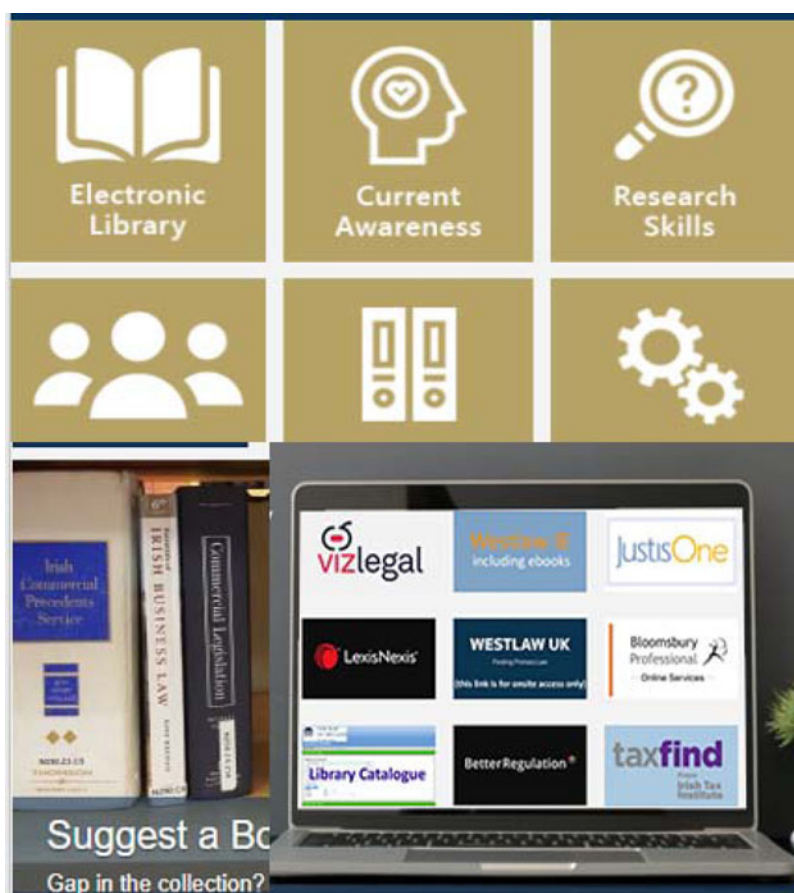 Electronic
Library
Current
Awareness
Research
Skills
Irish
Commercial
Precedents
Service
IRISH BUSINESS LAW
Commercial Legislation
vizlegal
Westlaw IE
including ebooks
JustisOne
LexisNexis
WESTLAW UK
(this link is for onsite access only)
Bloomsbury
Professional
Online Services
Library Catalogue
BetterRegulation
taxfind
From
Irish Tax
Institute
Suggest a Bo
Gap in the collection?